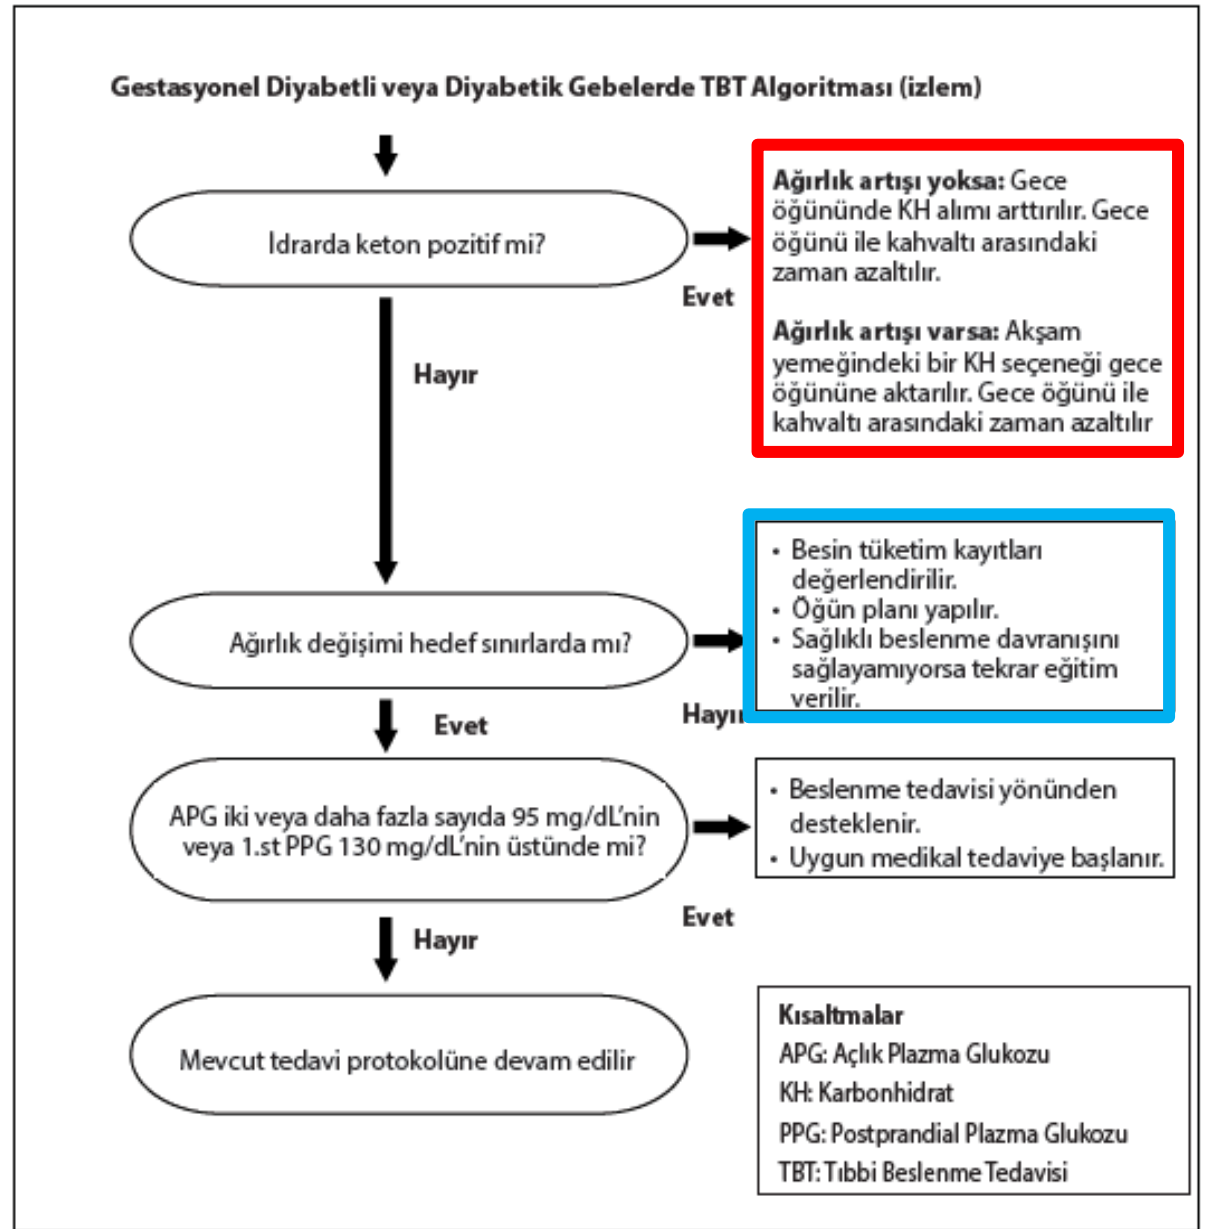 Gestasyonel Diyabetli veya Diyabetik Gebelerde TBT Algoritması (izlem)
İdrarda keton pozitif mi?
Evet
Ağırlık artışı yoksa: Gece
öğününde KH alımı arttırılır. Gece
öğünü ile kahvaltı arasındaki
zaman azaltılır.
Ağırlık artışı varsa: Akşam
yemeğindeki bir KH seçeneği gece
öğününe aktarılır. Gece öğünü ile
kahvaltı arasındaki zaman azaltılır
Hayır
Ağırlık değişimi hedef sınırlarda mı?
Hayır
• Besin tüketim kayıtları
değerlendirilir.
• Öğün planı yapılır.
• Sağlıklı beslenme davranışını
sağlayamıyorsa tekrar eğitim
verilir.
Evet
APG iki veya daha fazla sayıda 95 mg/dL’nin
veya 1.st PPG 130 mg/dL’nin üstünde mi?
Evet
• Beslenme tedavisi yönünden
desteklenir.
• Uygun medikal tedaviye başlanır.
Hayır
Mevcut tedavi protokolüne devam edilir
Kısaltmalar
APG: Açlık Plazma Glukozu
KH: Karbonhidrat
PPG: Postprandial Plazma Glukozu
TBT: Tıbbi Beslenme Tedavisi